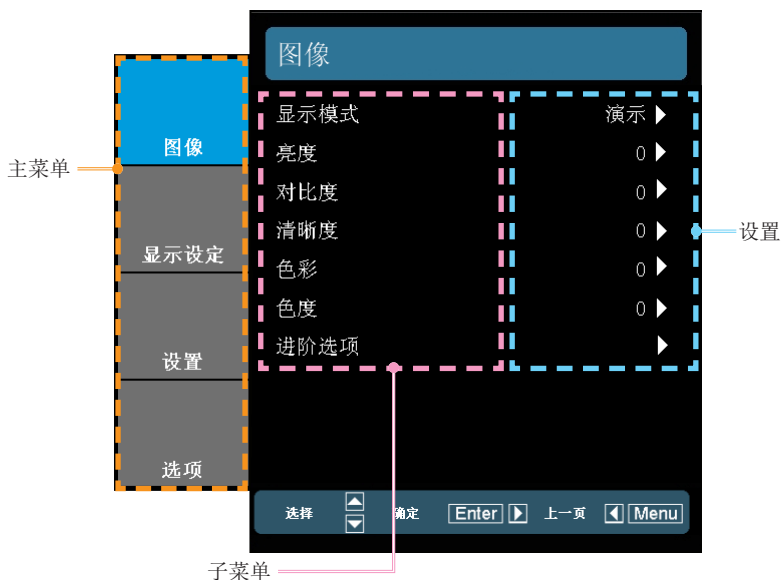 图像
主菜单
图像
显示设定
设置
选项
显示模式 演示
亮度 0
对比度 0
清晰度 0
色彩 0
色度 0
进阶选项
设置
选择 确定 Enter 上一页 Menu
子菜单